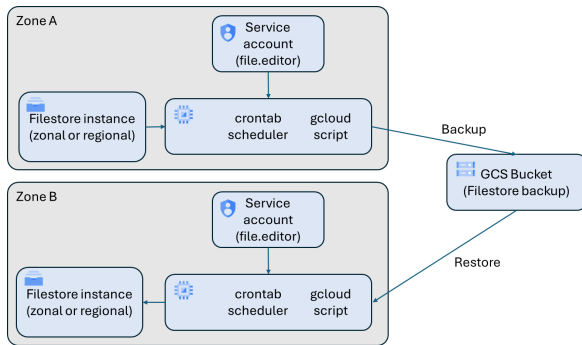 Zone A
Service
account
(file.editor)
Filestore instance
(zonal or regional)
crontab gcloud
scheduler script
Backup
GCS Bucket
(Filestore backup)
Zone B
Service
account
(file.editor)
Restore
Filestore instance
(zonal or regional)
crontab gcloud
scheduler script